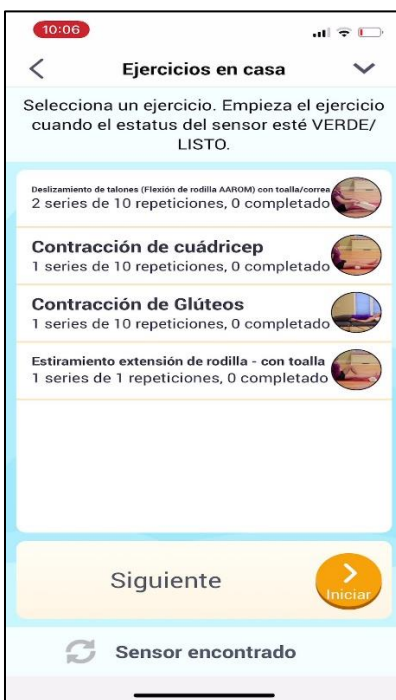 10:06
Ejercicios en casa
Selecciona un ejercicio. Empieza el ejercicio
cuando el estatus del sensor esté VERDE/
LISTO.
Deslizamiento de talones (Flexión de rodilla AAROM) con toalla/correa
2 series de 10 repeticiones, 0 completado
Contracción de cuádricep
1 series de 10 repeticiones, 0 completado
Contracción de Glúteos
1 series de 10 repeticiones, 0 completado
Estiramiento extensión de rodilla - con toalla
1 series de 1 repeticiones, 0 completado
Siguiente
Iniciar
Sensor encontrado